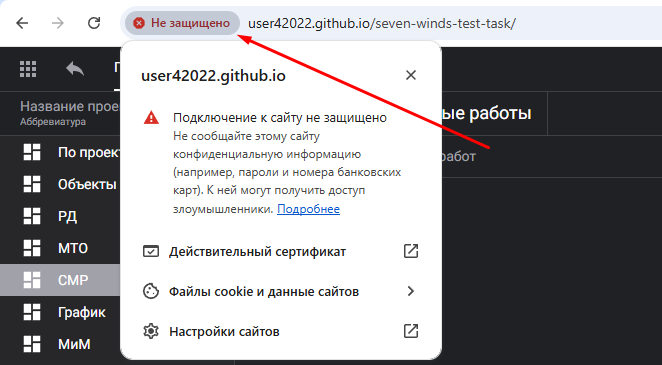 Не защищено
user42022.github.io/seven-winds-test-task/
user42022.github.io
Подключение к сайту не защищено
Не сообщайте этому сайту
конфиденциальную информацию
(например, пароли и номера банковских
карт). К ней могут получить доступ
злоумышленники. Подробнее
Действительный сертификат
Файлы cookie и данные сайтов
Настройки сайтов
Название прое
Аббревиатура
По проект
Объекты
РД
МТО
СМР
График
МиМ
ые работы
работ